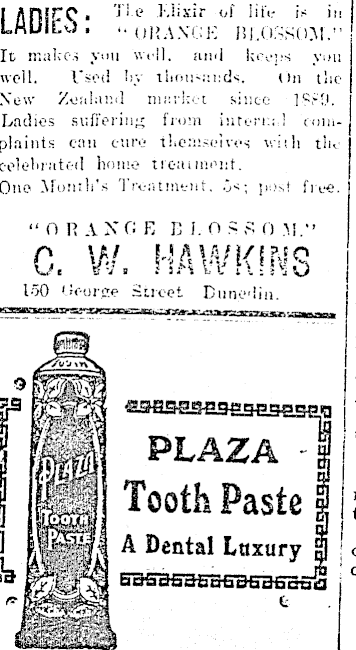 LADIES: The Elixir of life is in
"ORANGE BLOSSOM."
It makes you well, and keeps you
well. Used by thousands. On the
New Zealand market since 1889.
Ladies suffering from internal com-
plaints can cure themselves with the
celebrated home treatment.
One Month's Treatment, 5s; post free.
"ORANGE BLOSSOM."
C. W. HAWKINS
150 George Street Dunedin.
PLAZA
TOOTH
PASTE
PLAZA
Tooth Paste
A Dental Luxury